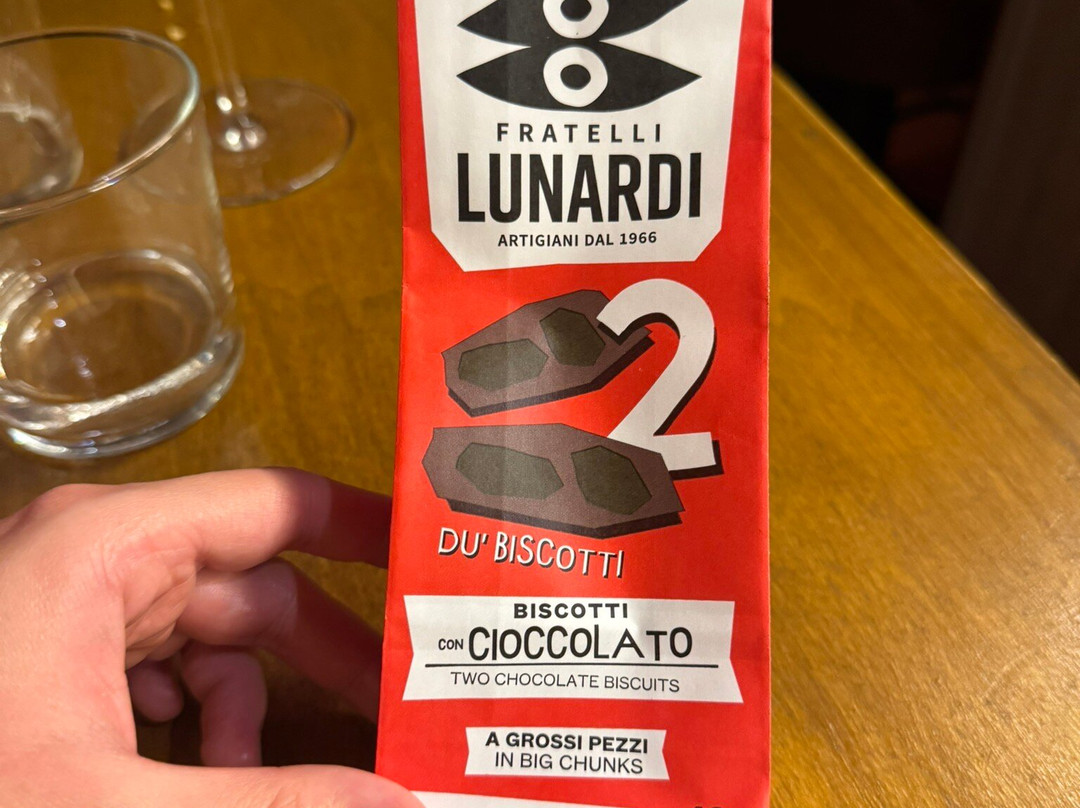 FRATELLI
LUNARDI
ARTIGIANI DAL 1966
2
DU' BISCOTTI
BISCOTTI
CON CIOCCOLATO
TWO CHOCOLATE BISCUITS
A GROSSI PEZZI
IN BIG CHUNKS